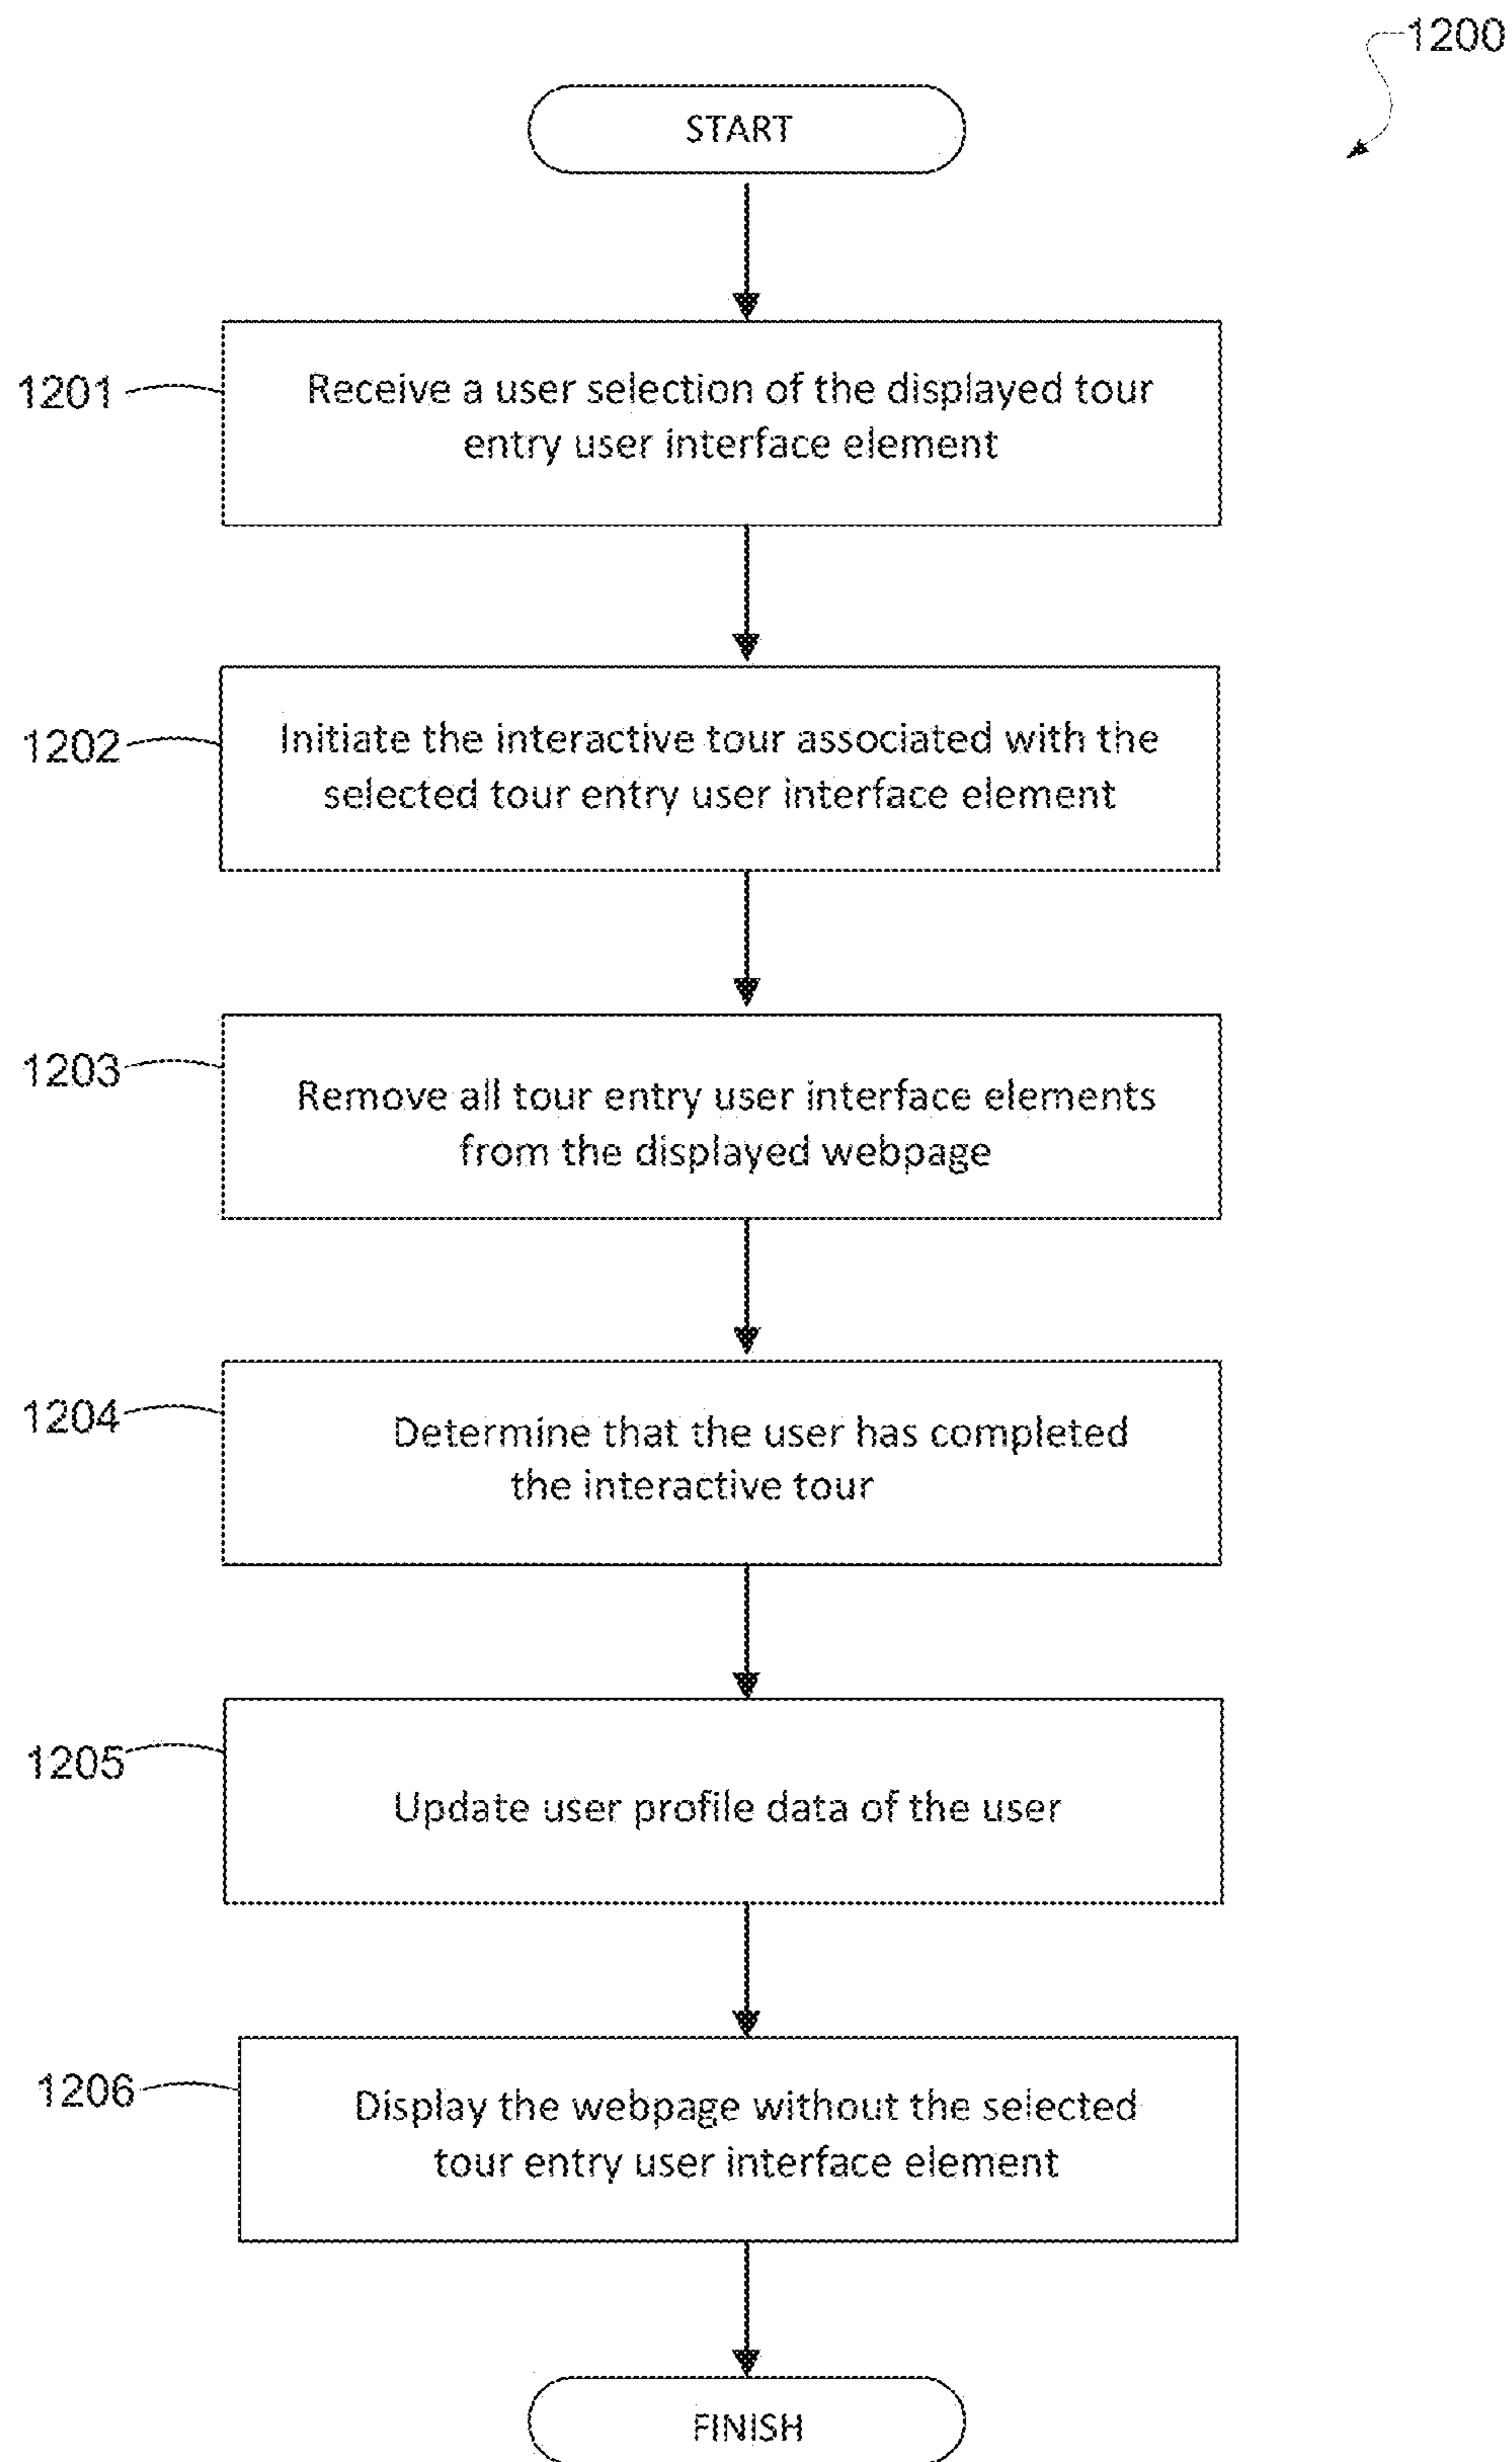 1200
START
1201
Receive a user selection of the displayed tour
entry user interface element
1202
Initiate the interactive tour associated with the
selected tour entry user interface element
1203
Remove all tour entry user interface elements
from the displayed webpage
1204
Determine that the user has completed
the interactive tour
1205
Update user profile data of the user
1206
Display the webpage without the selected
tour entry user interface element
FINISH